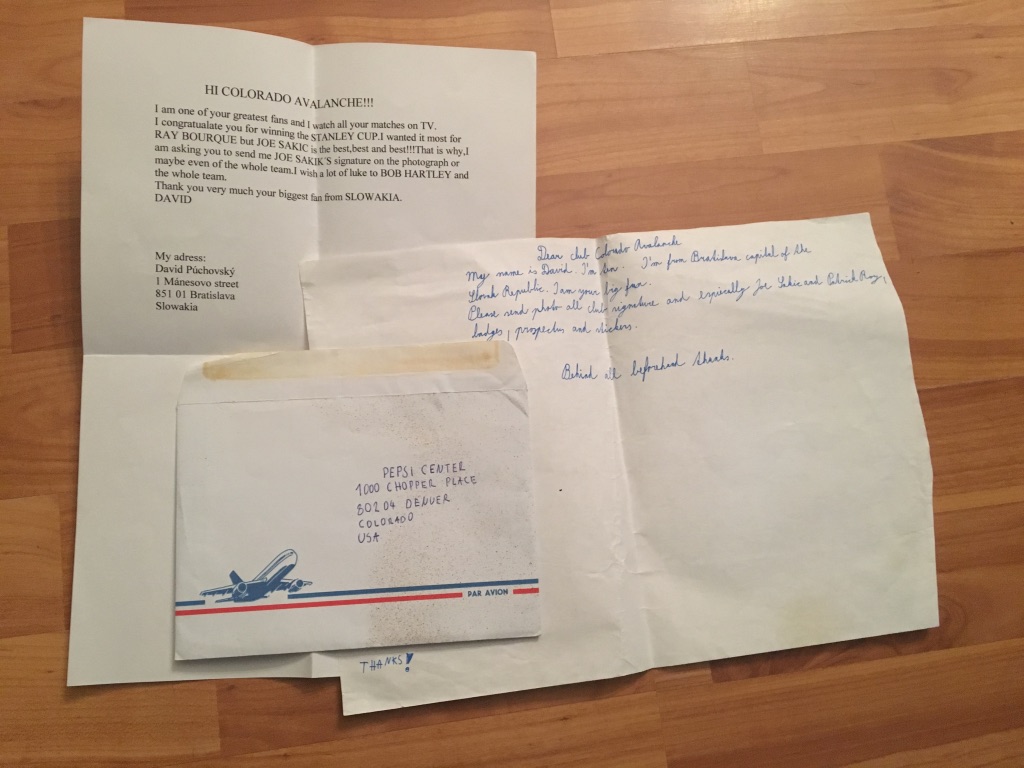 HI COLORADO AVALANCHE!!!
I am one of your greatest fans and I watch all your matches on TV.
I congratualate you for winning the STANLEY CUP.I wanted it most for
RAY BOURQUE but JOE SAKIC is the best,best and best!!!That is why,I
am asking you to send me JOE SAKIK´S signature on the photograph or
maybe even of the whole team.I wish a lot of luke to BOB HARTLEY and
the whole team.
Thank you very much your biggest fan from SLOWAKIA.
DAVID
My adress:
David Púchovský
1 Mánesovo street
851 01 Bratislava
Slowakia
Dear club Colorado Avalanche
My name is David. I'm ten. I'm from Bratislava capital of the
Slovak Republic. I am your big fan.
Please send photo all club signature and espically Joe Sakic and Patrick Roy,
badges, prospectus and stickers.
Behind all beforehand thanks.
PEPSI CENTER
1000 CHOPPER PLACE
80204 DENVER
COLORADO
USA
PAR AVION
THANKS!